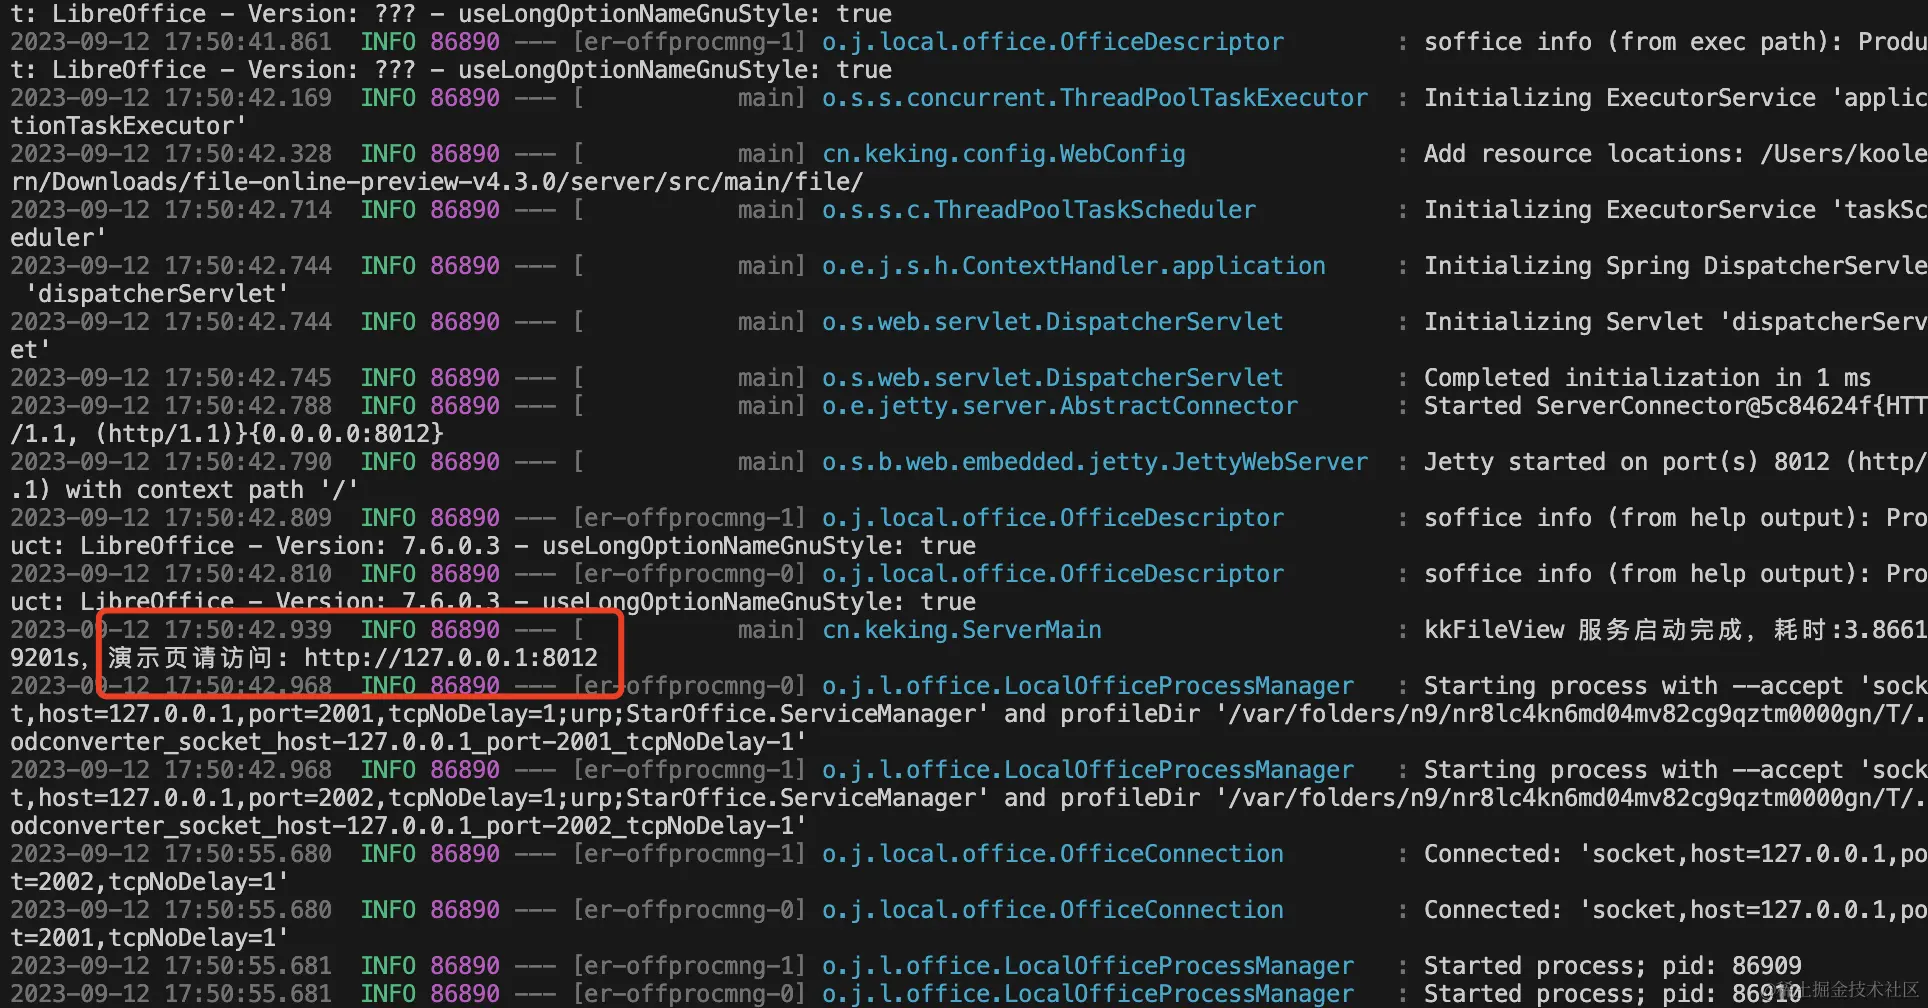 t: LibreOffice - Version: ??? - useLongOptionNameGnuStyle: true
2023-09-12 17:50:41.861  INFO 86890 --- [er-offprocmng-1] o.j.local.office.OfficeDescriptor        : soffice info (from exec path): Produ
t: LibreOffice - Version: ??? - useLongOptionNameGnuStyle: true
2023-09-12 17:50:42.169  INFO 86890 --- [           main] o.s.s.concurrent.ThreadPoolTaskExecutor  : Initializing ExecutorService 'applic
tionTaskExecutor'
2023-09-12 17:50:42.328  INFO 86890 --- [           main] cn.keking.config.WebConfig               : Add resource locations: /Users/koole
rn/Downloads/file-online-preview-v4.3.0/server/src/main/file/
2023-09-12 17:50:42.714  INFO 86890 --- [           main] o.s.s.c.ThreadPoolTaskScheduler          : Initializing ExecutorService 'taskSc
eduler'
2023-09-12 17:50:42.744  INFO 86890 --- [           main] o.e.j.s.h.ContextHandler.application     : Initializing Spring DispatcherServle
 'dispatcherServlet'
2023-09-12 17:50:42.744  INFO 86890 --- [           main] o.s.web.servlet.DispatcherServlet        : Initializing Servlet 'dispatcherServ
et'
2023-09-12 17:50:42.745  INFO 86890 --- [           main] o.s.web.servlet.DispatcherServlet        : Completed initialization in 1 ms
2023-09-12 17:50:42.788  INFO 86890 --- [           main] o.e.jetty.server.AbstractConnector       : Started ServerConnector@5c84624f{HTT
/1.1, (http/1.1)}{0.0.0.0:8012}
2023-09-12 17:50:42.790  INFO 86890 --- [           main] o.s.b.web.embedded.jetty.JettyWebServer  : Jetty started on port(s) 8012 (http/
.1) with context path '/'
2023-09-12 17:50:42.809  INFO 86890 --- [er-offprocmng-1] o.j.local.office.OfficeDescriptor        : soffice info (from help output): Pro
uct: LibreOffice - Version: 7.6.0.3 - useLongOptionNameGnuStyle: true
2023-09-12 17:50:42.810  INFO 86890 --- [er-offprocmng-0] o.j.local.office.OfficeDescriptor        : soffice info (from help output): Pro
uct: LibreOffice - Version: 7.6.0.3 - useLongOptionNameGnuStyle: true
2023-09-12 17:50:42.939  INFO 86890 --- [           main] cn.keking.ServerMain                     : kkFileView 服务启动完成，耗时:3.8661
9201s，演示页请访问: http://127.0.0.1:8012
2023-09-12 17:50:42.968  INFO 86890 --- [er-offprocmng-0] o.j.l.office.LocalOfficeProcessManager   : Starting process with --accept 'sock
t,host=127.0.0.1,port=2001,tcpNoDelay=1;urp;StarOffice.ServiceManager' and profileDir '/var/folders/n9/nr8lc4kn6md04mv82cg9qztm0000gn/T/.
odconverter_socket_host-127.0.0.1_port-2001_tcpNoDelay-1'
2023-09-12 17:50:42.968  INFO 86890 --- [er-offprocmng-1] o.j.l.office.LocalOfficeProcessManager   : Starting process with --accept 'sock
t,host=127.0.0.1,port=2002,tcpNoDelay=1;urp;StarOffice.ServiceManager' and profileDir '/var/folders/n9/nr8lc4kn6md04mv82cg9qztm0000gn/T/.
odconverter_socket_host-127.0.0.1_port-2002_tcpNoDelay-1'
2023-09-12 17:50:55.680  INFO 86890 --- [er-offprocmng-1] o.j.local.office.OfficeConnection        : Connected: 'socket,host=127.0.0.1,po
t=2002,tcpNoDelay=1'
2023-09-12 17:50:55.680  INFO 86890 --- [er-offprocmng-0] o.j.local.office.OfficeConnection        : Connected: 'socket,host=127.0.0.1,po
t=2001,tcpNoDelay=1'
2023-09-12 17:50:55.681  INFO 86890 --- [er-offprocmng-1] o.j.l.office.LocalOfficeProcessManager   : Started process; pid: 86909
2023-09-12 17:50:55.681  INFO 86890 --- [er-offprocmng-0] o.j.l.office.LocalOfficeProcessManager   : Started process; pid: 86910
@稀土掘金技术社区